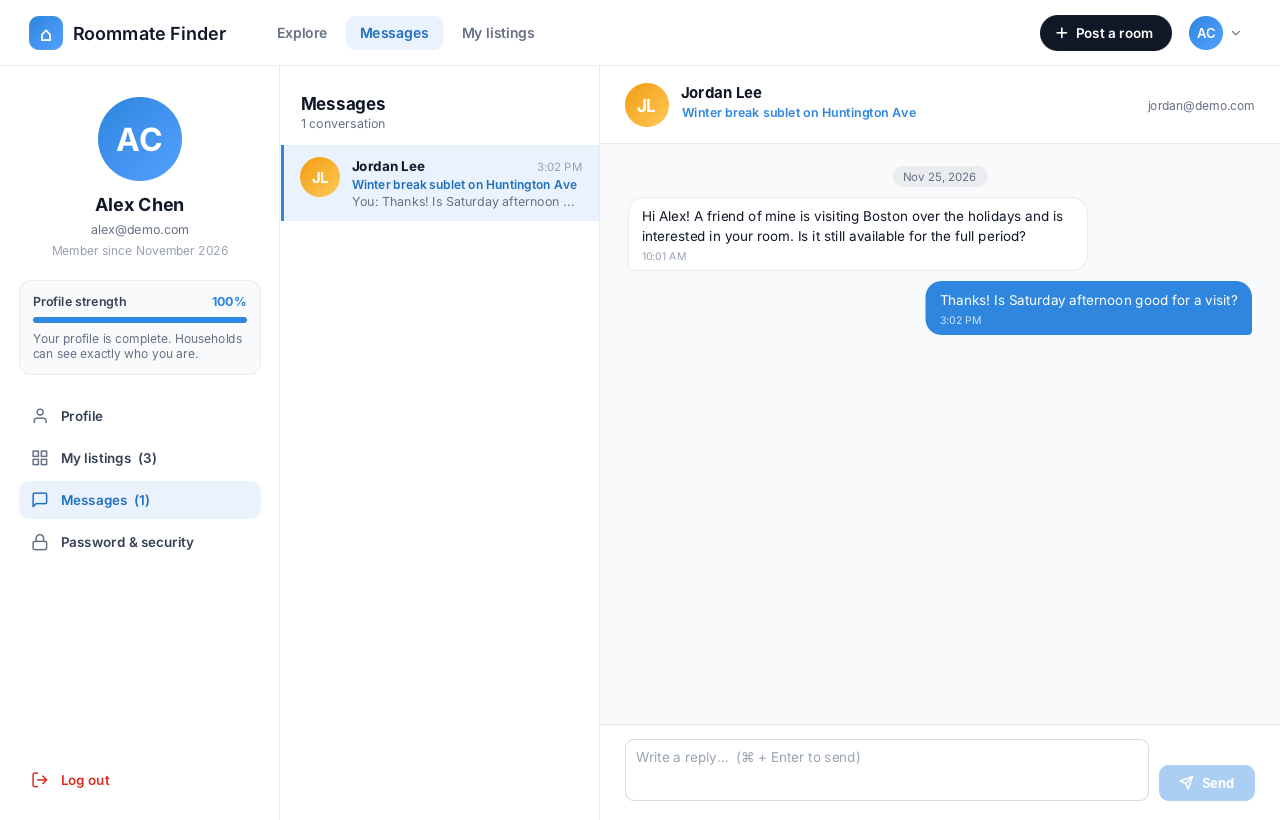 Roommate Finder
Explore
Messages
My listings
Post a room
AC
AC
Alex Chen
alex@demo.com
Member since November 2026
Profile strength 100%
Your profile is complete. Households
can see exactly who you are.
Profile
My listings (3)
Messages (1)
Password & security
Log out
Messages
1 conversation
JL
Jordan Lee 3:02 PM
Winter break sublet on Huntington Ave
You: Thanks! Is Saturday afternoon ...
JL
Jordan Lee
Winter break sublet on Huntington Ave
jordan@demo.com
Nov 25, 2026
Hi Alex! A friend of mine is visiting Boston over the holidays and is
interested in your room. Is it still available for the full period?
10:01 AM
Thanks! Is Saturday afternoon good for a visit?
3:02 PM
Write a reply... (⌘ + Enter to send)
Send